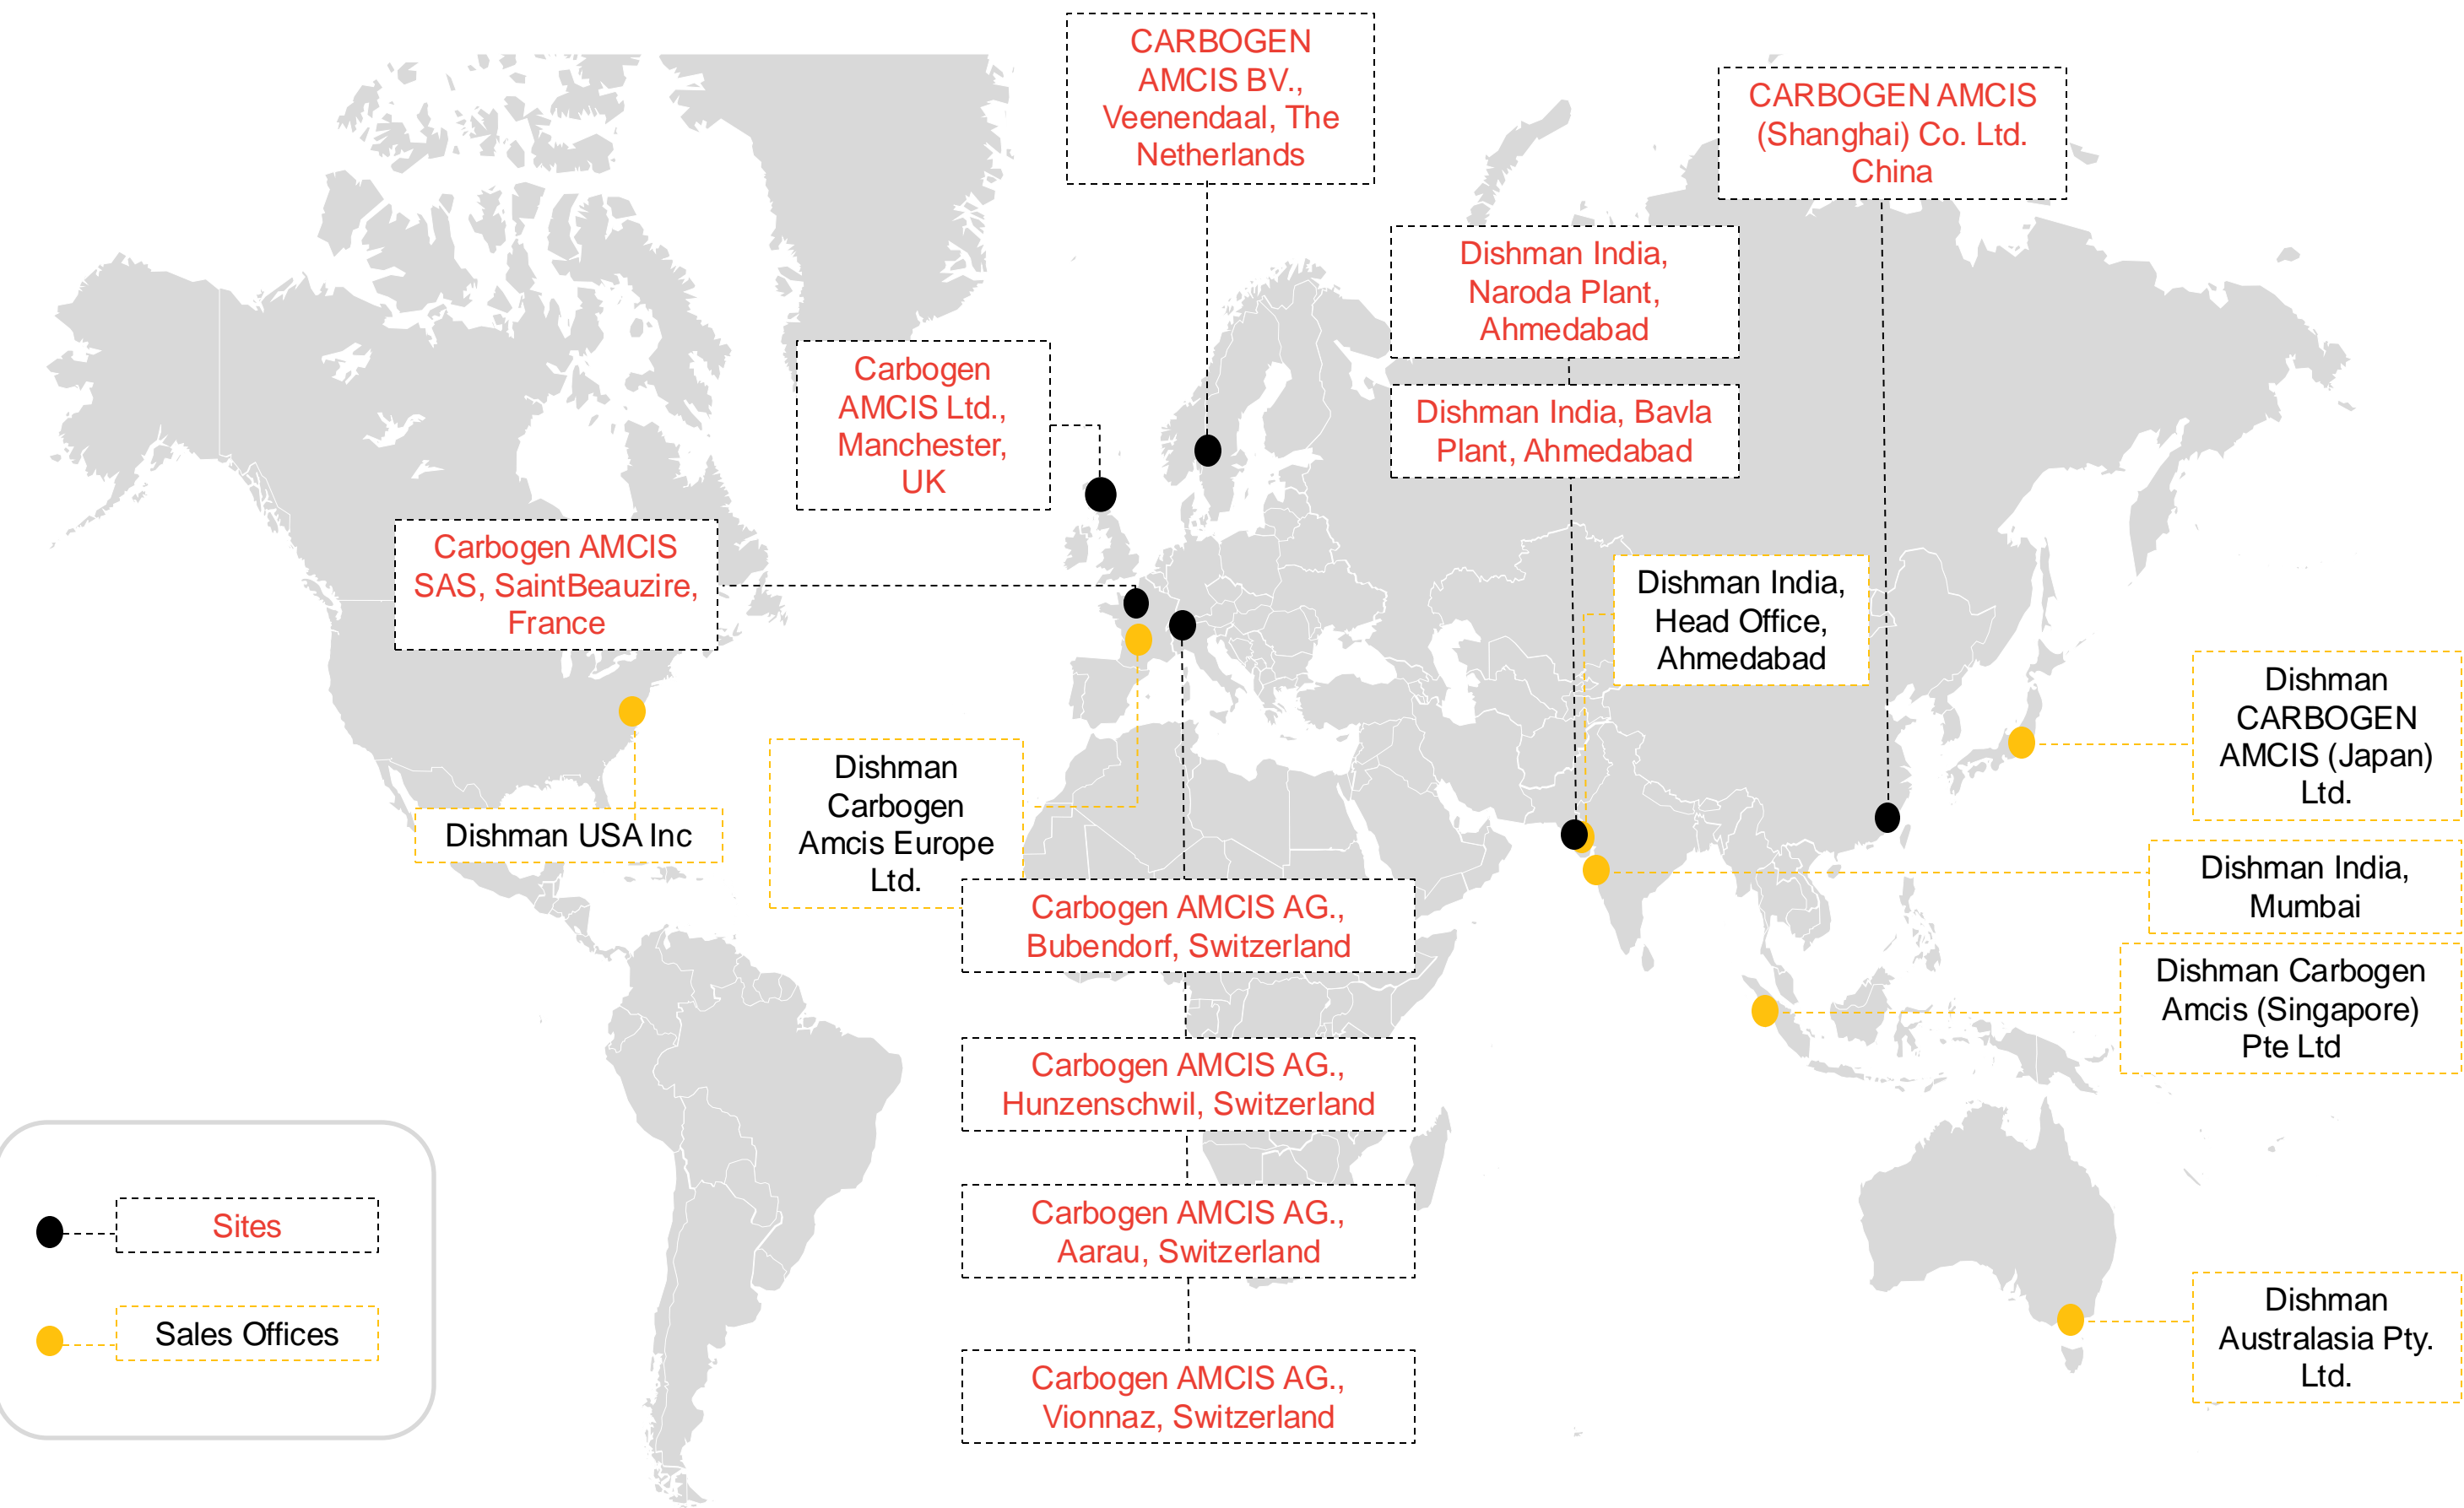 CARBOGEN
AMCIS BV.,
Veenendaal, The
Netherlands
CARBOGEN AMCIS
(Shanghai) Co. Ltd.
China
Dishman India,
Naroda Plant,
Ahmedabad
Carbogen
AMCIS Ltd.,
Manchester,
UK
Dishman India, Bavla
Plant, Ahmedabad
Carbogen AMCIS
SAS, SaintBeauzire,
France
Dishman India,
Head Office,
Ahmedabad
Dishman
CARBOGEN
AMCIS (Japan)
Ltd.
Dishman USA Inc
Dishman
Carbogen
Amcis Europe
Ltd.
Dishman India,
Mumbai
Carbogen AMCIS AG.,
Bubendorf, Switzerland
Dishman Carbogen
Amcis (Singapore)
Pte Ltd
Carbogen AMCIS AG.,
Hunzenschwil, Switzerland
Carbogen AMCIS AG.,
Aarau, Switzerland
Sites
Sales Offices
Dishman
Australasia Pty.
Ltd.
Carbogen AMCIS AG.,
Vionnaz, Switzerland